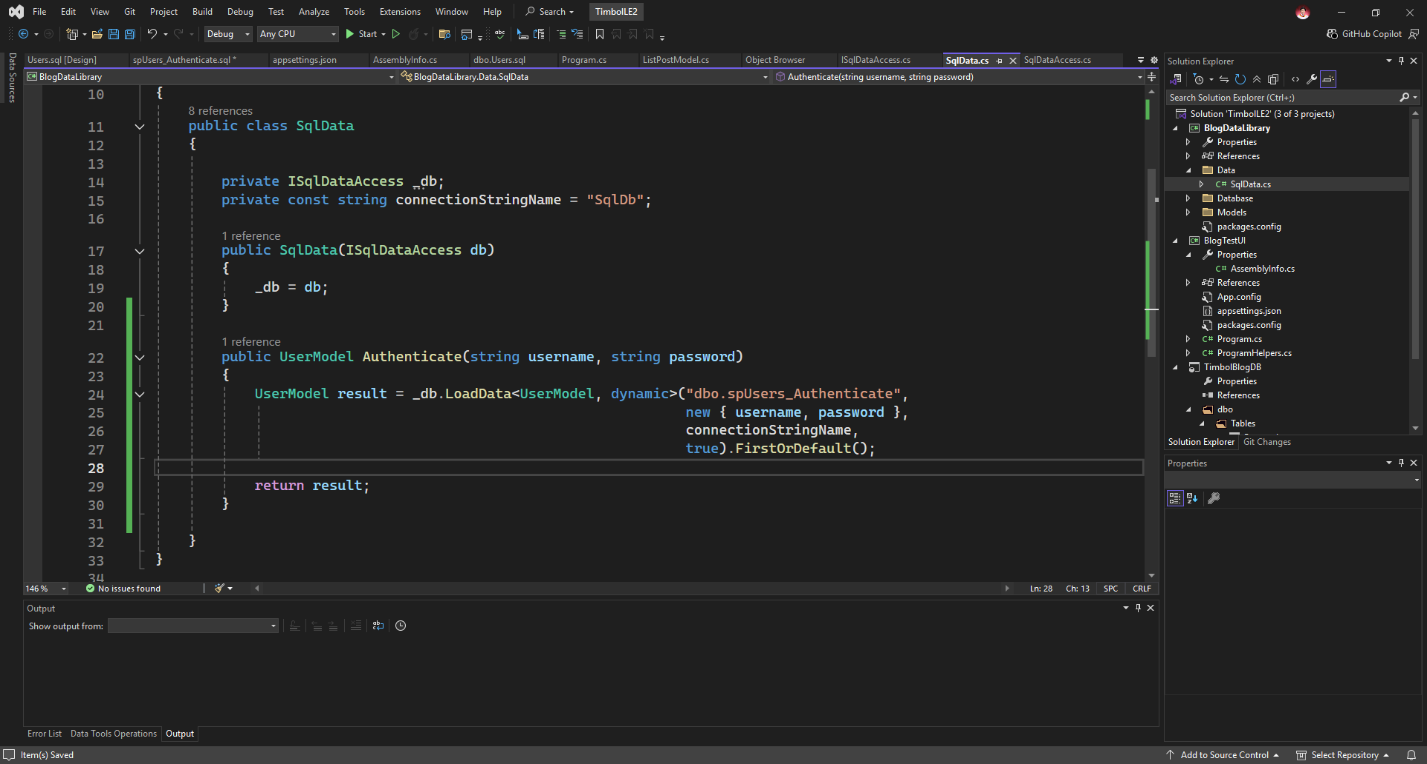 File Edit View Git Project Build Debug Test Analyze Tools Extensions Window Help Search TimbolLE2
Debug Any CPU Start GitHub Copilot
Data Sources
Users.sql [Design] spUsers_Authenticate.sql * appsettings.json AssemblyInfo.cs dbo.Users.sql Program.cs ListPostModel.cs Object Browser ISqlDataAccess.cs SqlData.cs SqlDataAccess.cs
BlogDataLibrary BlogDataLibrary.Data.SqlData Authenticate(string username, string password)
10 {
8 references
11 public class SqlData
12 {
13
14 private ISqlDataAccess _db;
15 private const string connectionStringName = "SqlDb";
16
1 reference
17 public SqlData(ISqlDataAccess db)
18 {
19 _db = db;
20 }
21
1 reference
22 public UserModel Authenticate(string username, string password)
23 {
24 UserModel result = _db.LoadData<UserModel, dynamic>("dbo.spUsers_Authenticate",
25 new { username, password },
26 connectionStringName,
27 true).FirstOrDefault();
28
29 return result;
30 }
31
32 }
33 }
34
146 % No issues found Ln: 28 Ch: 13 SPC CRLF
Output
Show output from:
Error List Data Tools Operations Output
Solution Explorer
Search Solution Explorer (Ctrl+;)
Solution 'TimbolLE2' (3 of 3 projects)
BlogDataLibrary
Properties
References
Data
C# SqlData.cs
Database
Models
packages.config
BlogTestUI
Properties
C# AssemblyInfo.cs
References
App.config
appsettings.json
packages.config
C# Program.cs
C# ProgramHelpers.cs
TimbolBlogDB
Properties
References
dbo
Tables
Solution Explorer Git Changes
Properties
Item(s) Saved Add to Source Control Select Repository